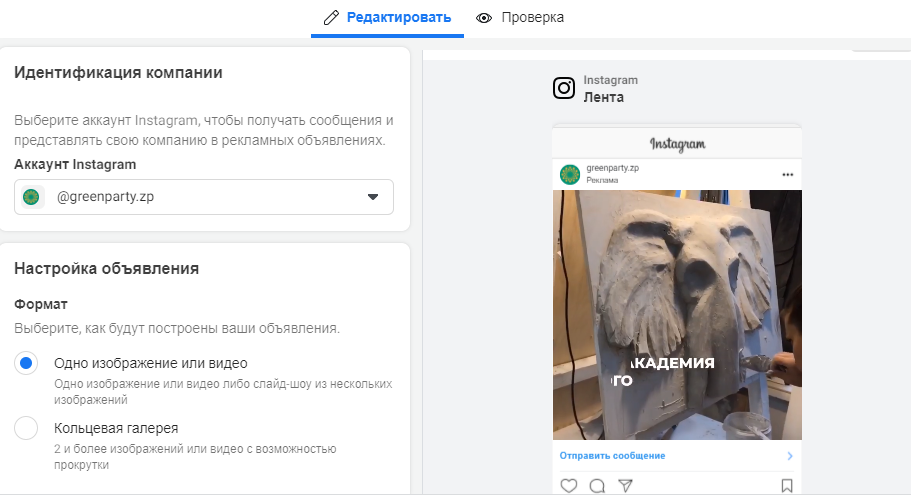 Редактировать
Проверка
Идентификация компании
Выберите аккаунт Instagram, чтобы получать сообщения и
представлять свою компанию в рекламных объявлениях.
Аккаунт Instagram
@greenparty.zp
Настройка объявления
Формат
Выберите, как будут построены ваши объявления.
Одно изображение или видео
Одно изображение или видео либо слайд-шоу из нескольких
изображений
Кольцевая галерея
2 и более изображений или видео с возможностью
прокрутки
Instagram
Лента
Instagram
greenparty.zp
Реклама
АКАДЕМИЯ
ГО
Отправить сообщение